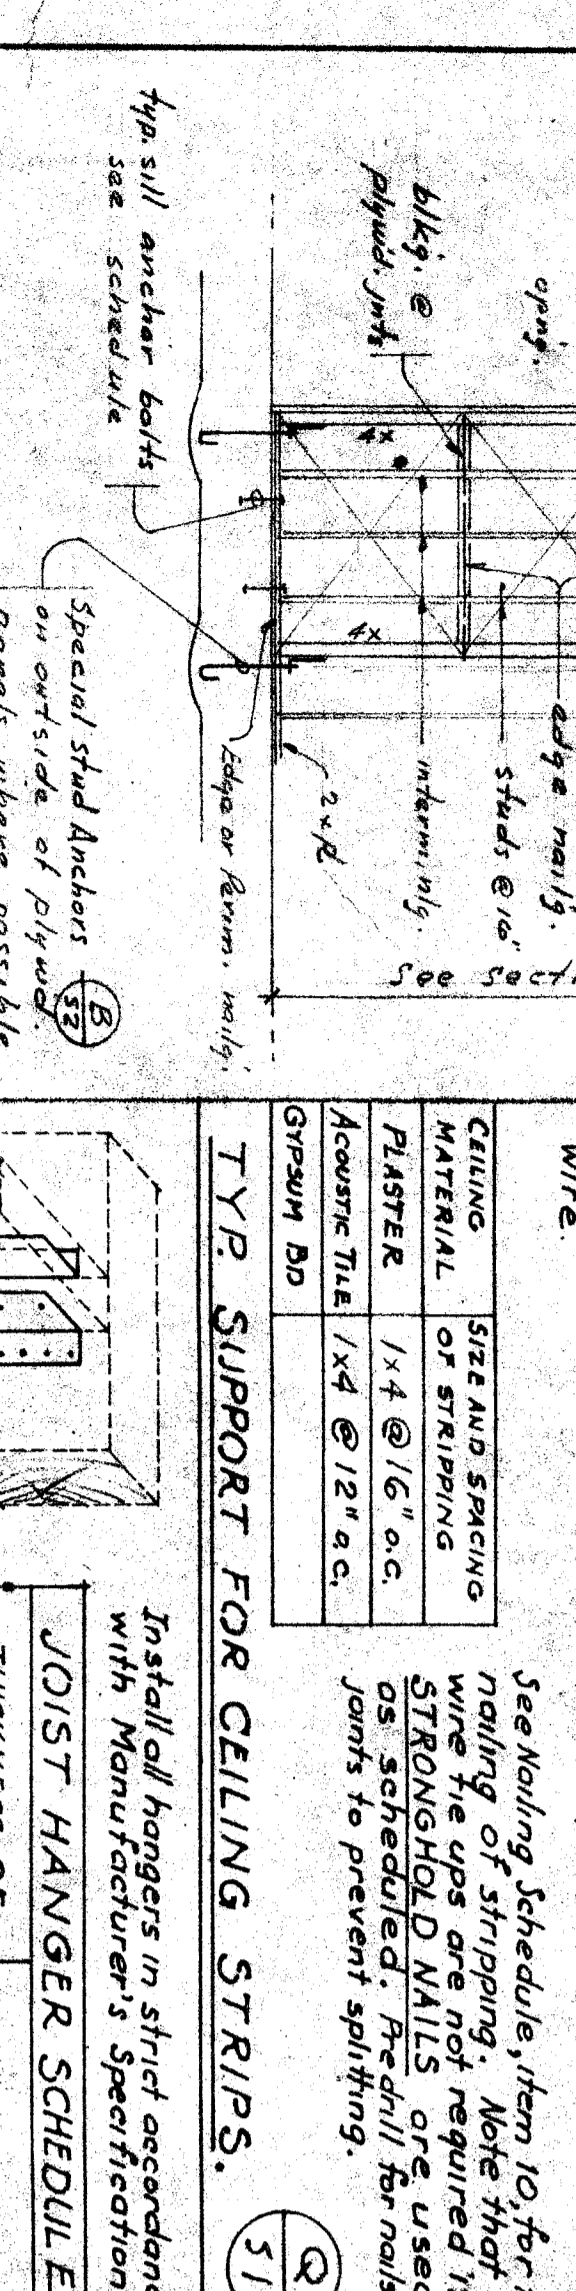 opng.
blkg. @
plywd. jnts
typ. sill anchor bolts
see schedule
4x
4x
edge nailg.
studs @ 16"
2x
Edge or Perim. nailg.
Special stud Anchors
on outside of plywd.
panels where possible
B
S2
See
wire.
CEILING MATERIAL
SIZE AND SPACING OF STRIPPING
PLASTER
1x4 @ 16" o.c.
ACOUSTIC TILE
1x4 @ 12" o.c.
GYPSUM BD
TYP. SUPPORT FOR CEILING STRIPS.
See Nailing Schedule, item 10, for
nailing of stripping. Note that
wire tie ups are not required
STRONGHOLD NAILS are used
as scheduled. Predrill for nails
joints to prevent splitting.
Q
S1
Install all hangers in strict accordanc
with Manufacturer's Specification
JOIST HANGER SCHEDULE